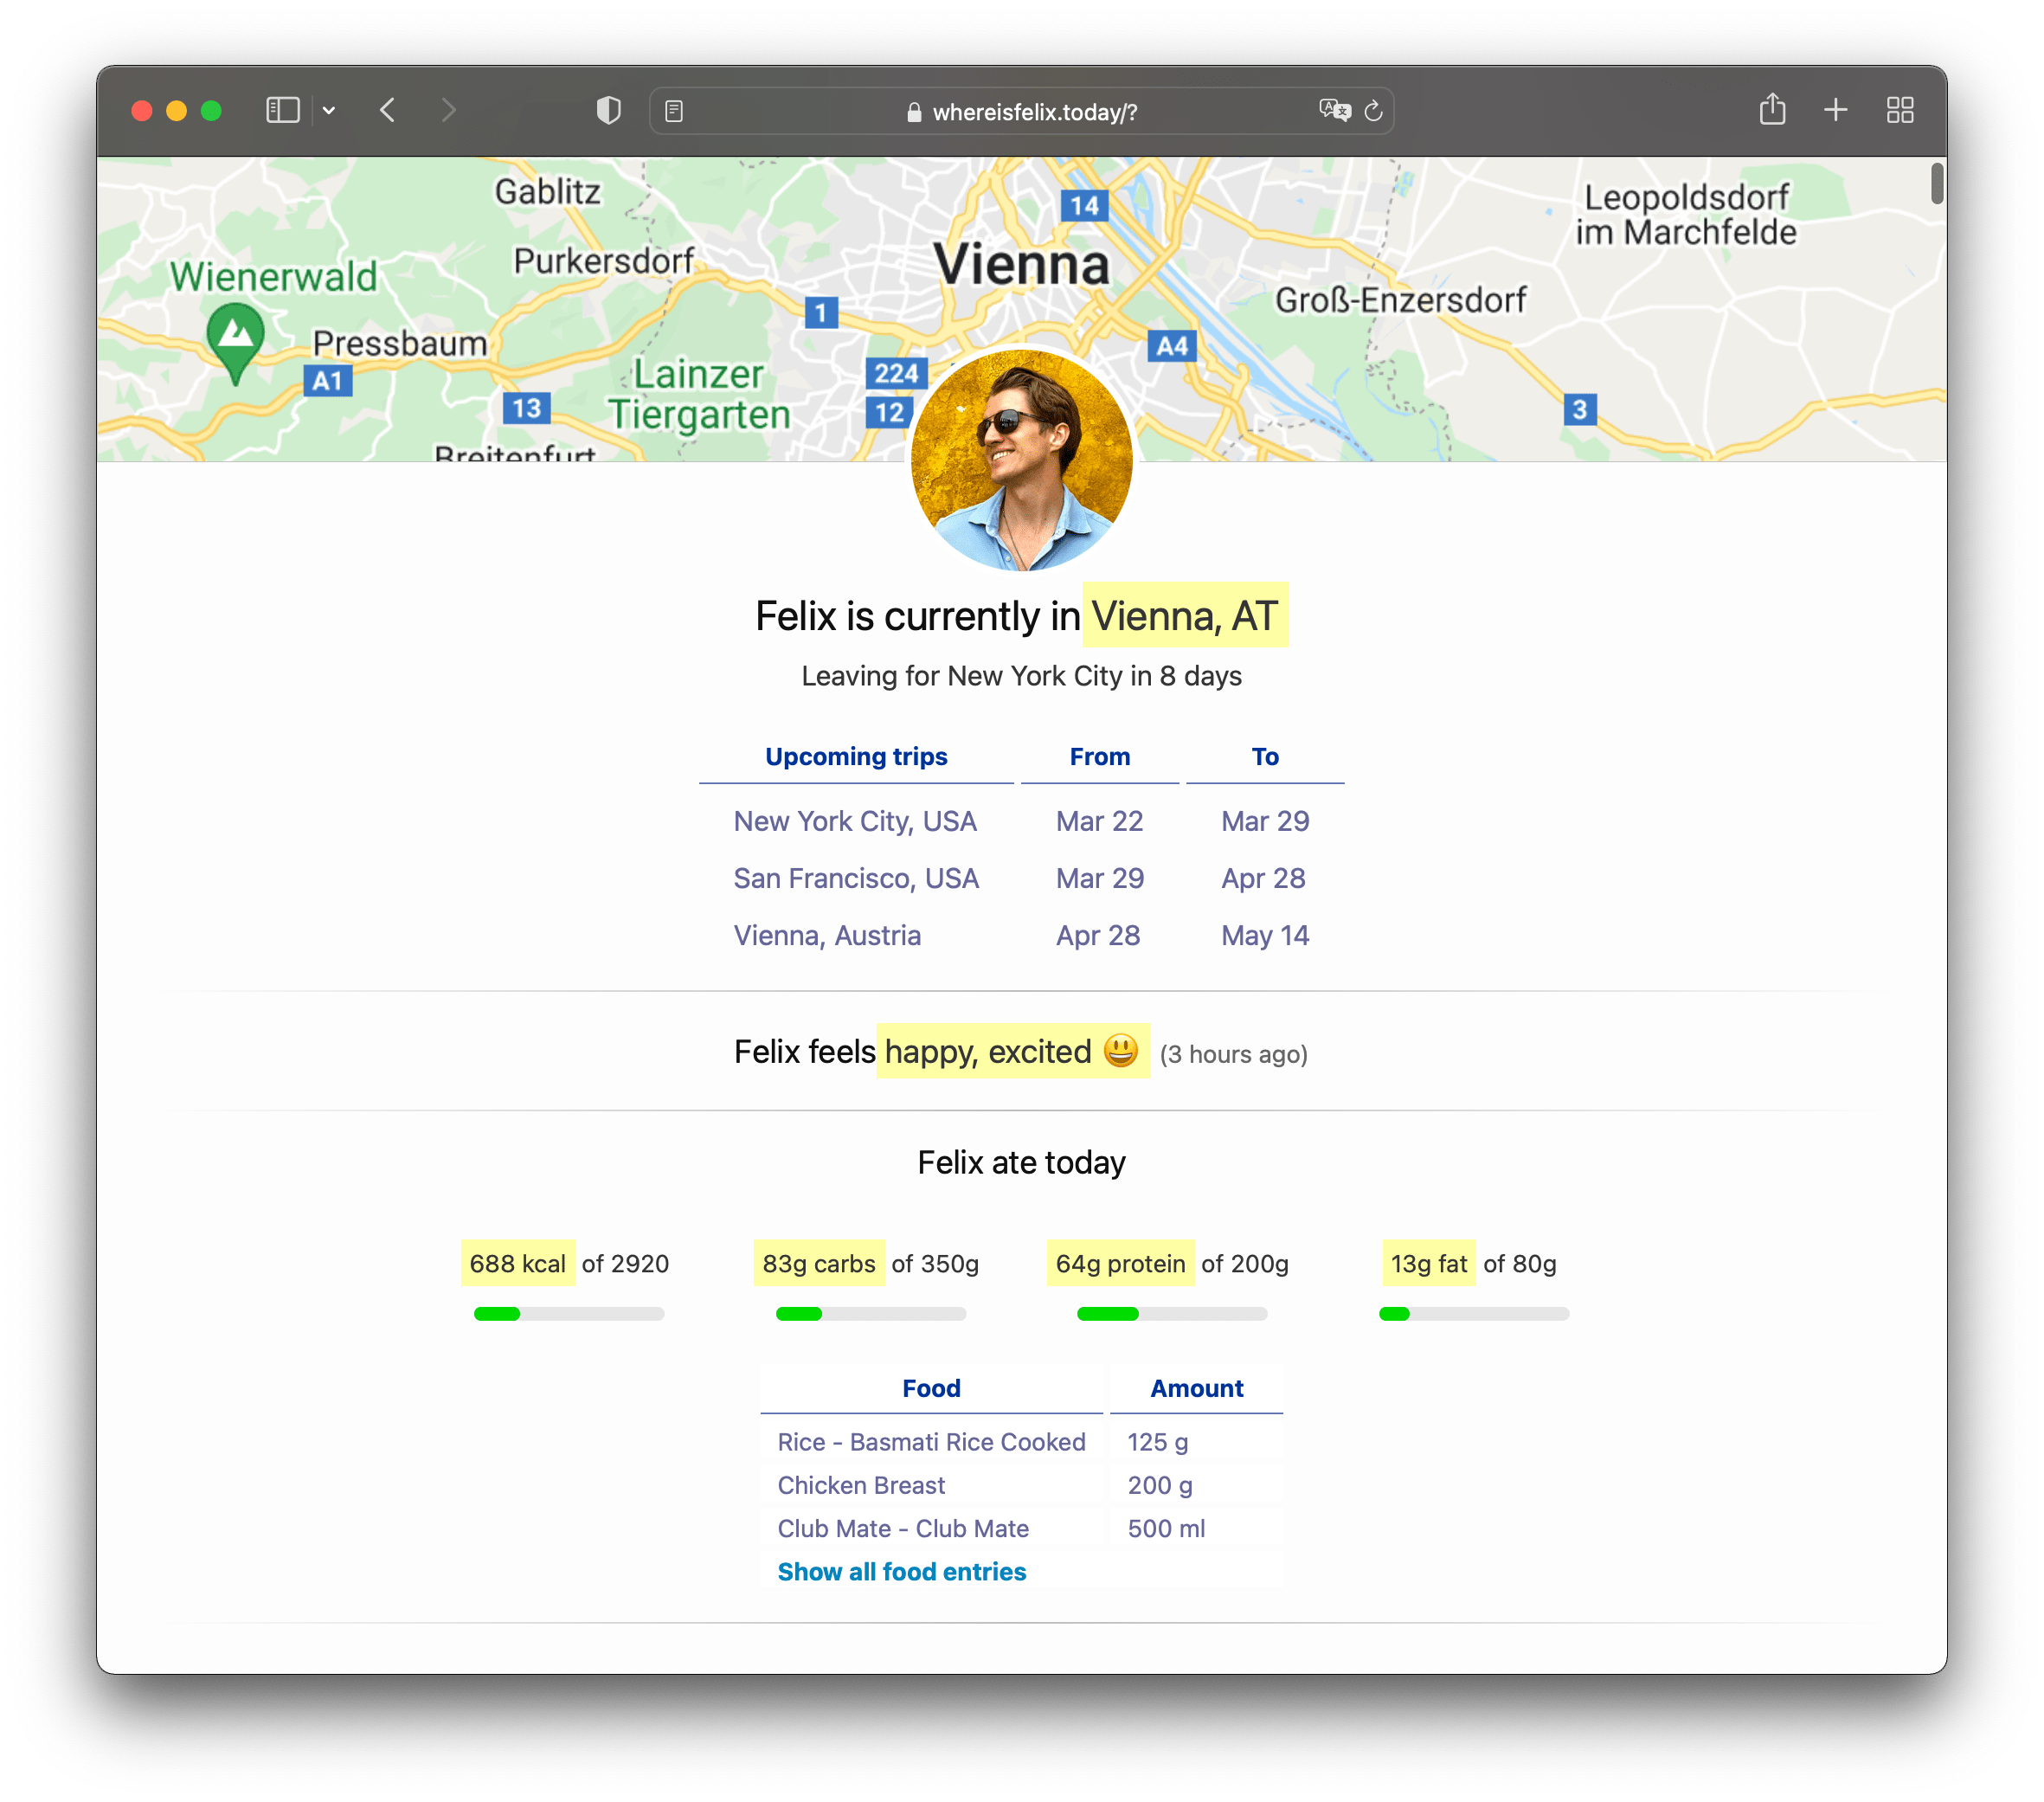 whereisfelix.today/?
Gablitz
14
Leopoldsdorf
im Marchfelde
Purkersdorf
Vienna
Wienerwald
Groß-Enzersdorf
1
Pressbaum
A4
A1
Lainzer
Tiergarten
224
12
13
3
Breitenfurt
Felix is currently in Vienna, AT
Leaving for New York City in 8 days
Upcoming trips From To
New York City, USA Mar 22 Mar 29
San Francisco, USA Mar 29 Apr 28
Vienna, Austria Apr 28 May 14
Felix feels happy, excited 😃 (3 hours ago)
Felix ate today
688 kcal of 2920 83g carbs of 350g 64g protein of 200g 13g fat of 80g
Food Amount
Rice - Basmati Rice Cooked 125 g
Chicken Breast 200 g
Club Mate - Club Mate 500 ml
Show all food entries